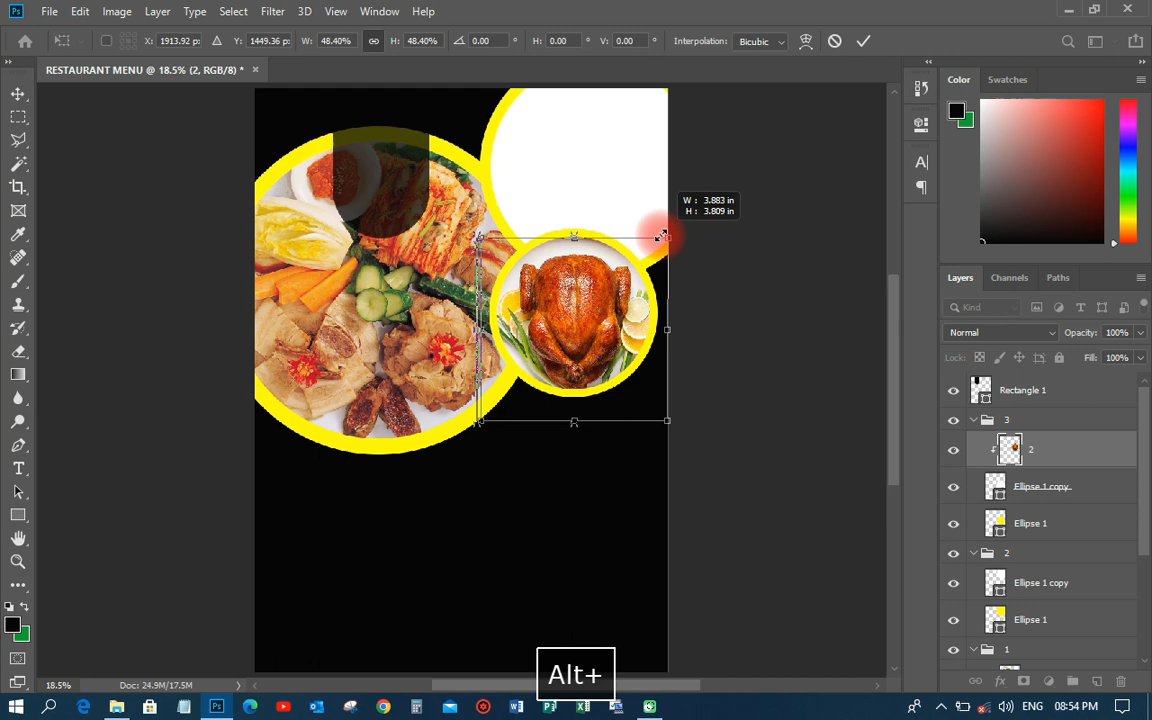 File Edit Image Layer Type Select Filter 3D View Window Help
X: 1913.92 px Y: 1449.36 px W: 48.40% H: 48.40% 0.00 ° H: 0.00 ° V: 0.00 ° Interpolation: Bicubic
RESTAURANT MENU @ 18.5% (2, RGB/8) *
Color Swatches
W : 3.883 in
H : 3.809 in
Layers Channels Paths
Kind
Normal Opacity: 100%
Lock: Fill: 100%
Rectangle 1
3
2
Ellipse 1 copy
Ellipse 1
2
Ellipse 1 copy
Ellipse 1
1
Alt+
18.5% Doc: 24.9M/17.5M
ENG 08:54 PM